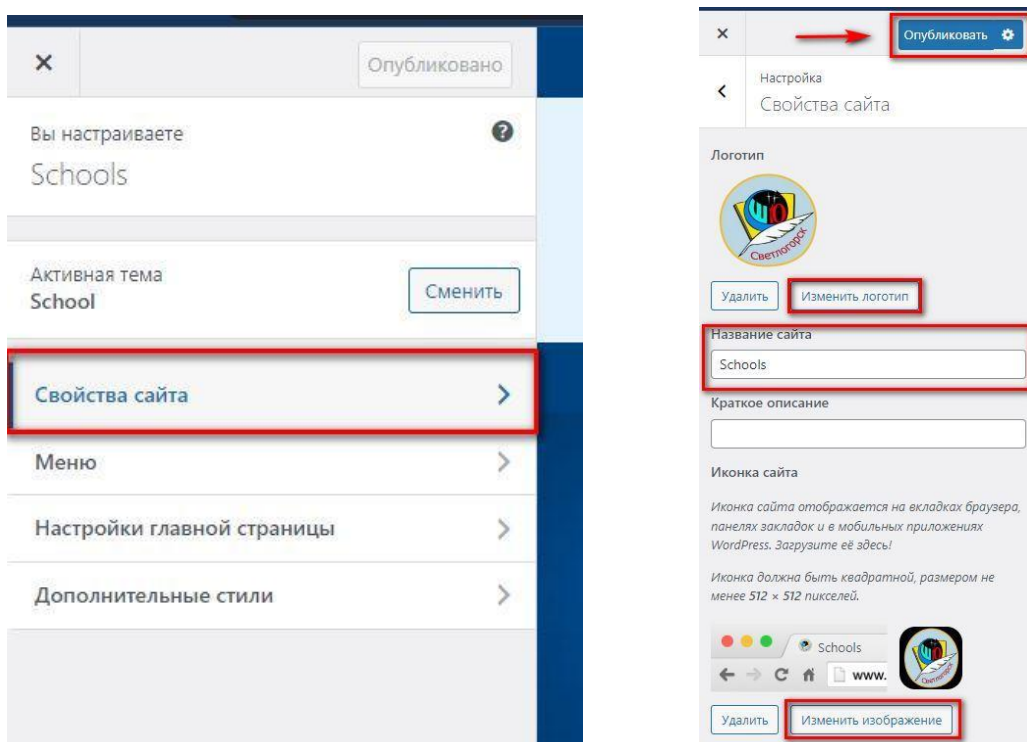 Опубликовано
Вы настраиваете
Schools
Активная тема
School
Сменить
Свойства сайта
Меню
Настройки главной страницы
Дополнительные стили
Опубликовать
Настройка
Свойства сайта
Логотип
Светлогорск
Удалить
Изменить логотип
Название сайта
Schools
Краткое описание
Иконка сайта
Иконка сайта отображается на вкладках браузера,
панелях закладок и в мобильных приложениях
WordPress. Загрузите её здесь!
Иконка должна быть квадратной, размером не
менее 512 × 512 пикселей.
Schools
www.
Удалить
Изменить изображение